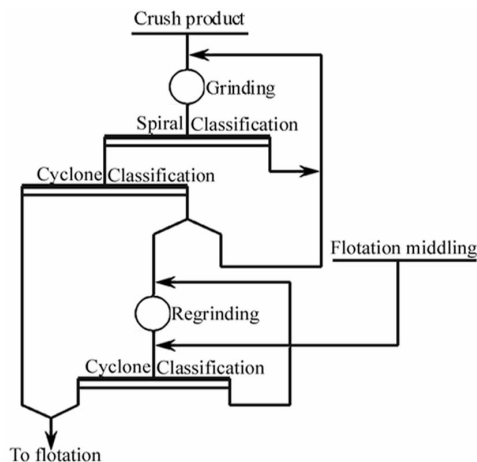 Crush product
Grinding
Spiral Classification
Cyclone Classification
Flotation middling
Regrinding
Cyclone Classification
To flotation